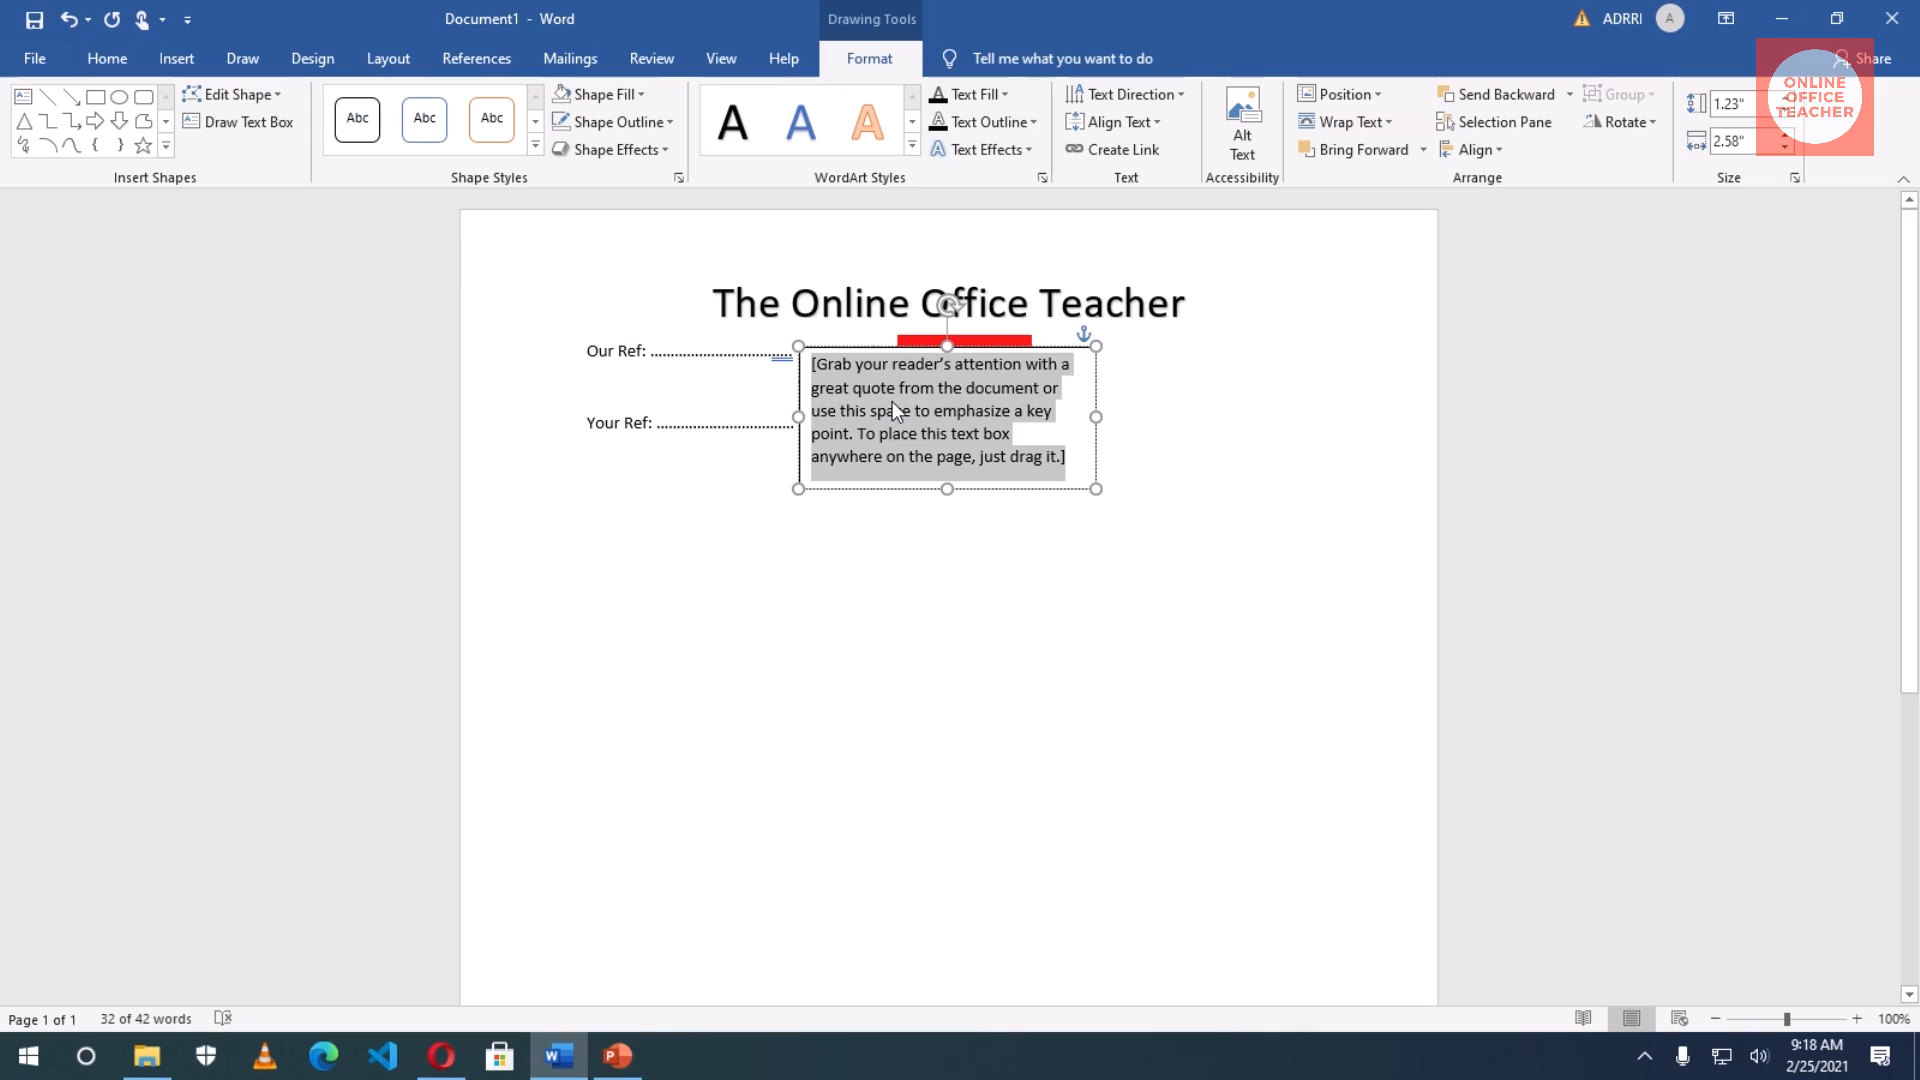 Document1 - Word
Drawing Tools
ADRRI
A
File
Home
Insert
Draw
Design
Layout
References
Mailings
Review
View
Help
Format
Tell me what you want to do
Share
Edit Shape
Draw Text Box
Insert Shapes
Abc
Abc
Abc
Shape Fill
Shape Outline
Shape Effects
Shape Styles
A
A
A
Text Fill
Text Outline
Text Effects
WordArt Styles
Text Direction
Align Text
Create Link
Text
Alt
Text
Accessibility
Position
Wrap Text
Bring Forward
Send Backward
Selection Pane
Align
Group
Rotate
Arrange
1.23"
2.58"
Size
ONLINE
OFFICE
TEACHER
The Online Office Teacher
Our Ref: ................................
Your Ref: ...............................
[Grab your reader’s attention with a
great quote from the document or
use this space to emphasize a key
point. To place this text box
anywhere on the page, just drag it.]
Page 1 of 1
32 of 42 words
100%
9:18 AM
2/25/2021